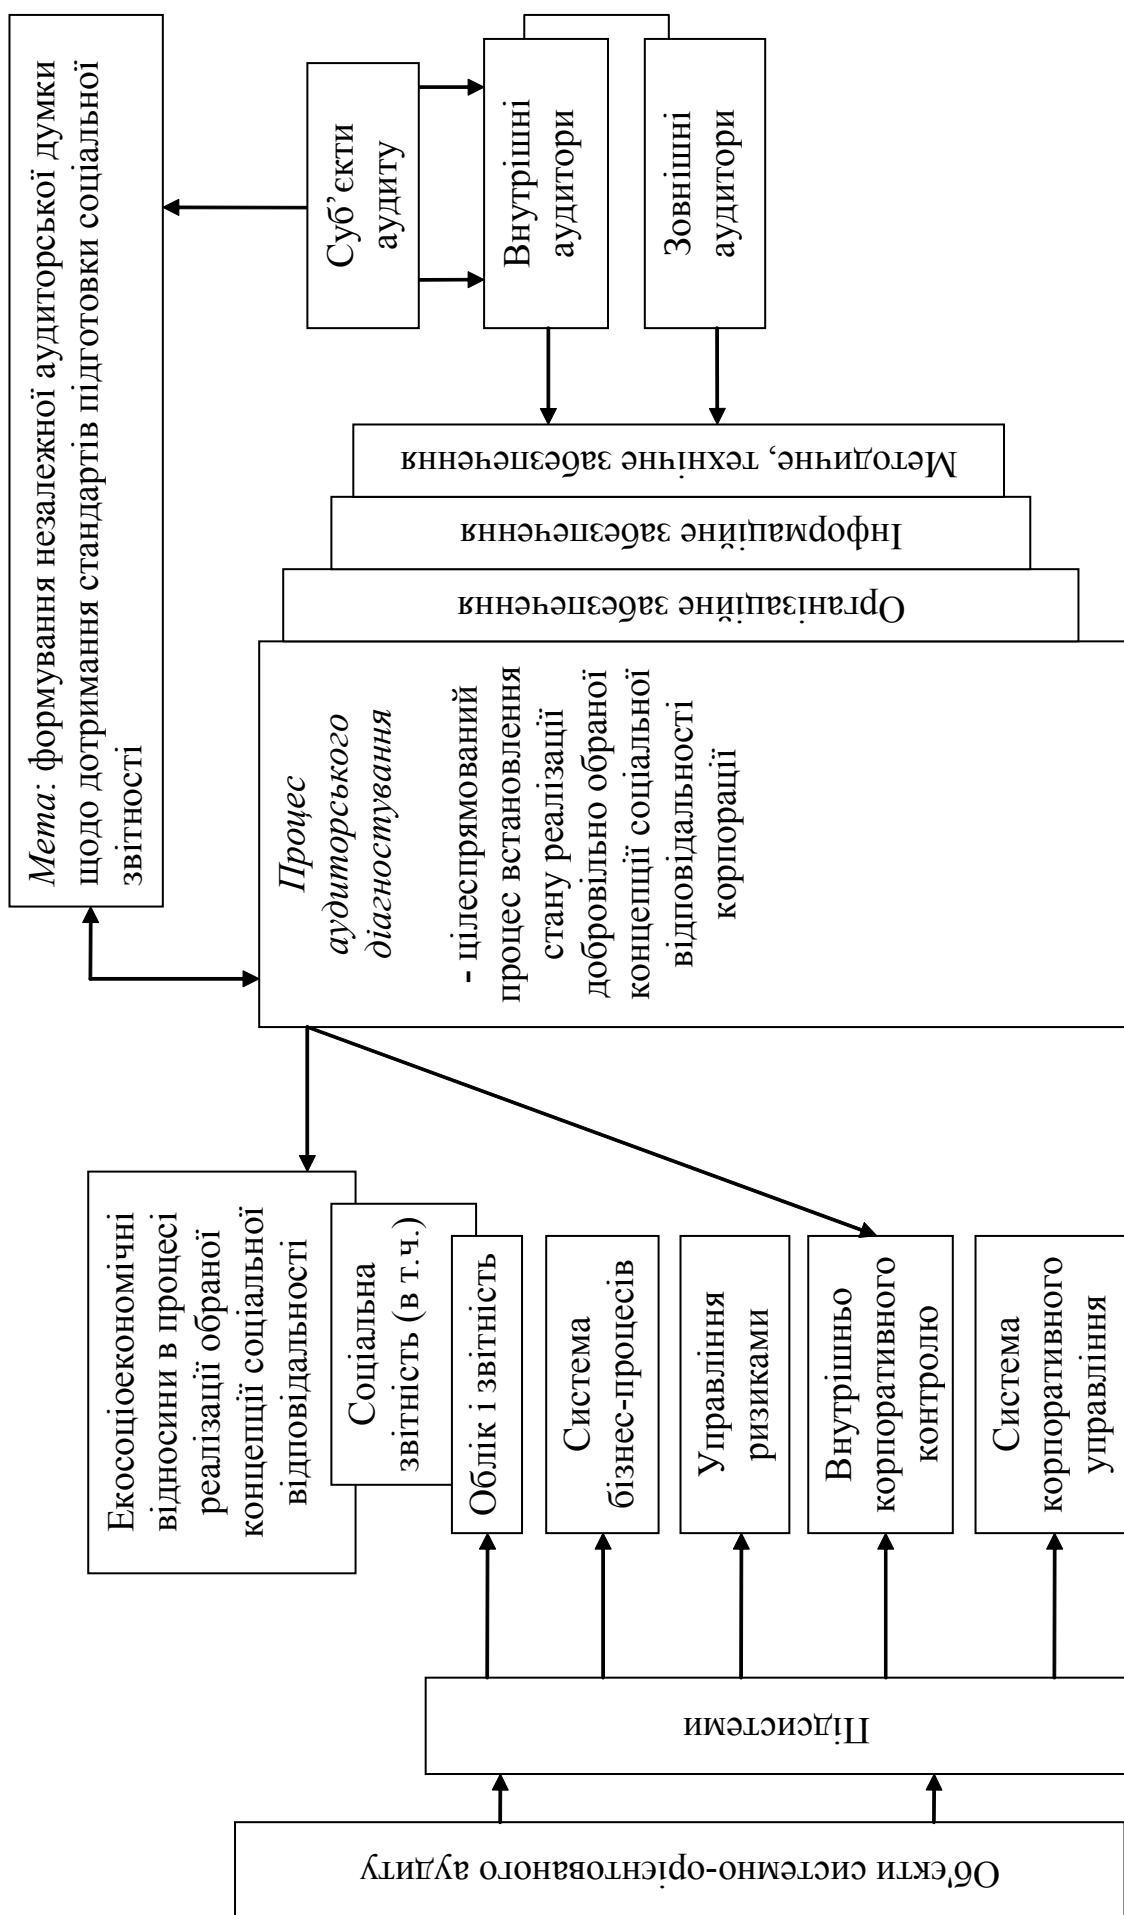 Мета: формування незалежної аудиторської думки
щодо дотримання стандартів підготовки соціальної
звітності
Суб’єкти
аудиту
Внутрішні
аудитори
Зовнішні
аудитори
Методичне, технічне забезпечення
Інформаційне забезпечення
Організаційне забезпечення
Процес
аудиторського
діагностування
- цілеспрямований
процес встановлення
стану реалізації
добровільно обраної
концепції соціальної
відповідальності
корпорації
Екосоціоекономічні
відносини в процесі
реалізації обраної
концепції соціальної
відповідальності
Соціальна
звітність (в т.ч.)
Облік і звітність
Система
бізнес-процесів
Управління
ризиками
Внутрішньо
корпоративного
контролю
Система
корпоративного
управління
Підсистеми
Об'єкти системно-орієнтованого аудиту